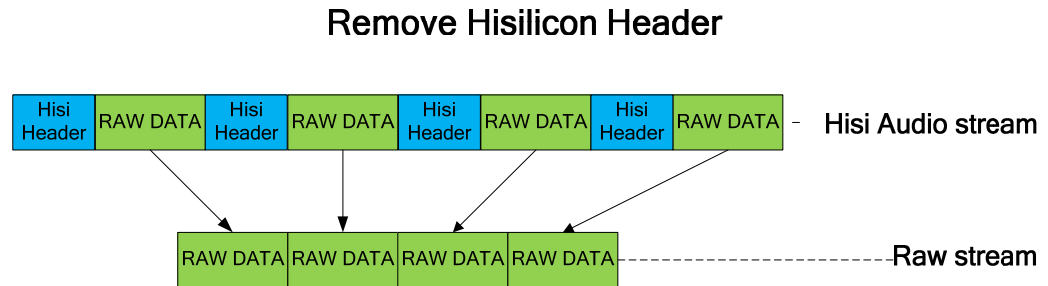 Remove Hisilicon Header
Hisi
Header
RAW DATA
Hisi
Header
RAW DATA
Hisi
Header
RAW DATA
Hisi
Header
RAW DATA
Hisi Audio stream
RAW DATA
RAW DATA
RAW DATA
RAW DATA
Raw stream